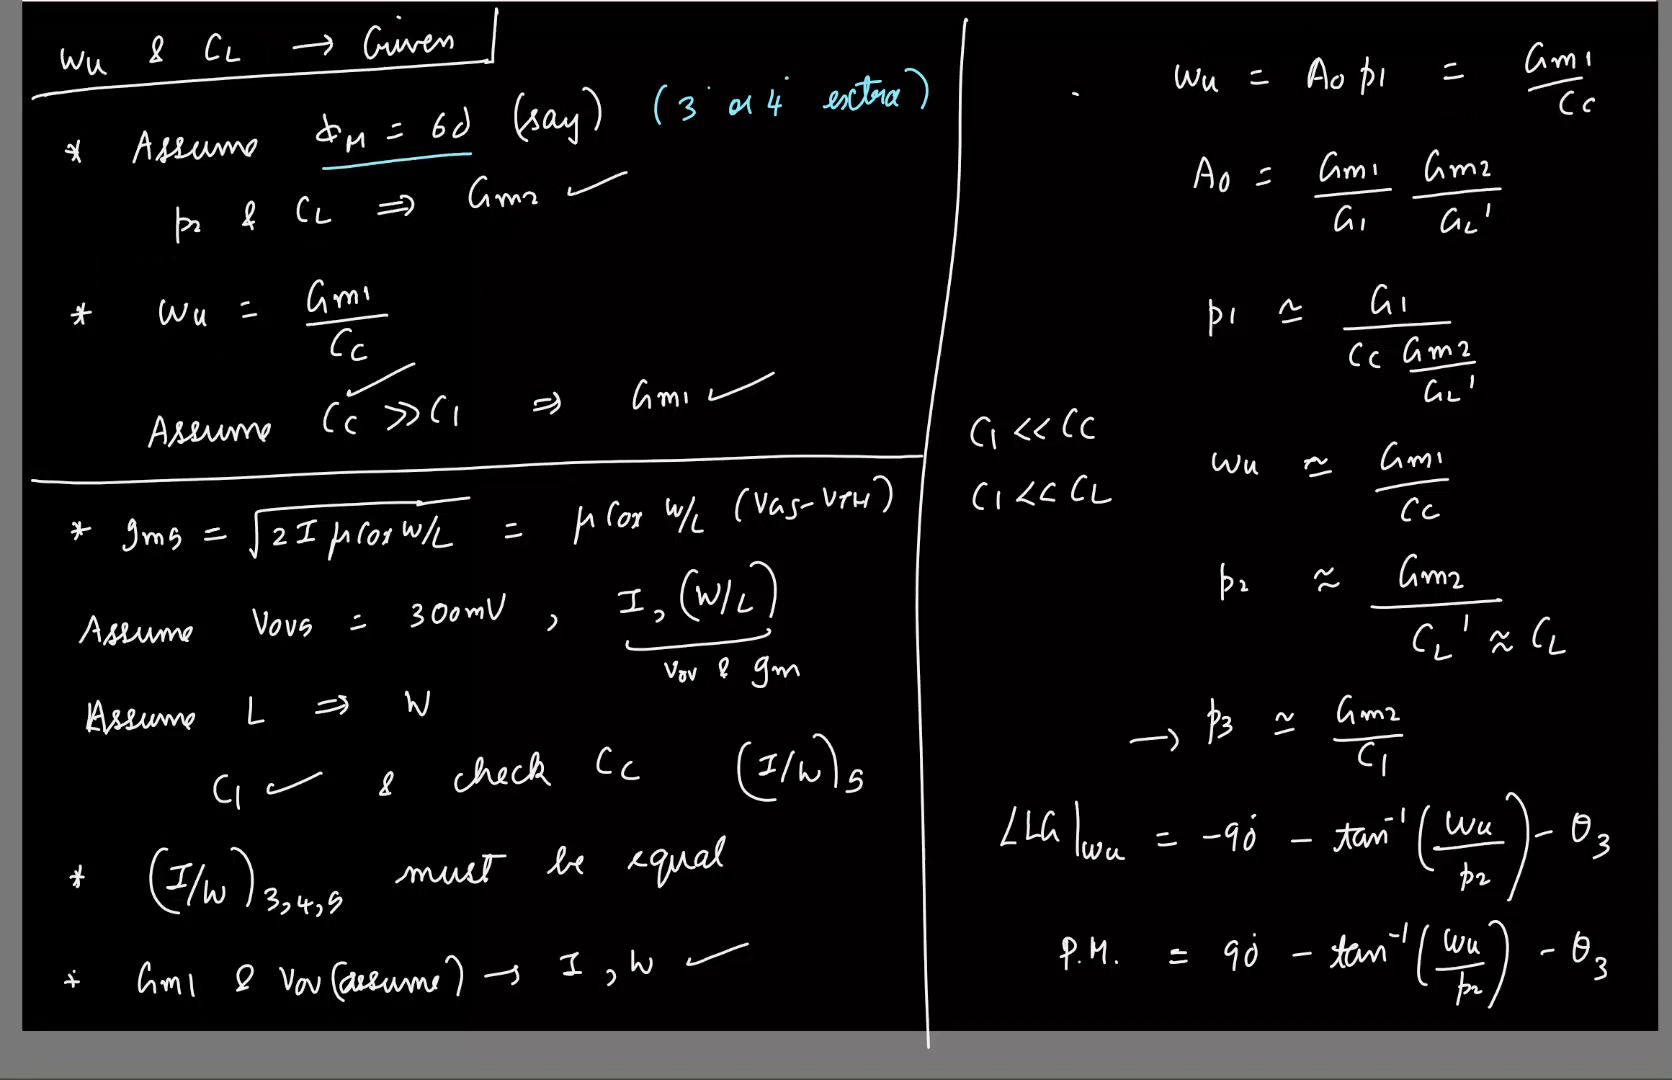 ωu & CL → Given
* Assume φM = 60° (say) (3° or 4° extra)
p2 & CL ⇒ Gm2 ✓
* ωu = Gm1/Cc
Assume Cc ✓ >> C1 ⇒ Gm1 ✓
* gm5 = √(2I μCox W/L) = μCox W/L (VGS-VTH)
Assume Vov5 = 300mV , I, (W/L)
Vov & gm
Assume L ⇒ W
C1 ✓ & check Cc (I/W)5
* (I/W)3,4,5 must be equal
* Gm1 & Vov (assume) → I, W ✓
ωu = A0 p1 = Gm1/Cc
A0 = Gm1/G1 Gm2/GL'
p1 ≃ G1/(Cc Gm2/GL')
C1 << Cc
ωu ≈ Gm1/Cc
C1 << CL
p2 ≈ Gm2/CL' ≈ CL
→ p3 ≃ Gm2/C1
∠LG|ωu = -90° - tan⁻¹(ωu/p2) - θ3
P.M. = 90° - tan⁻¹(ωu/p2) - θ3